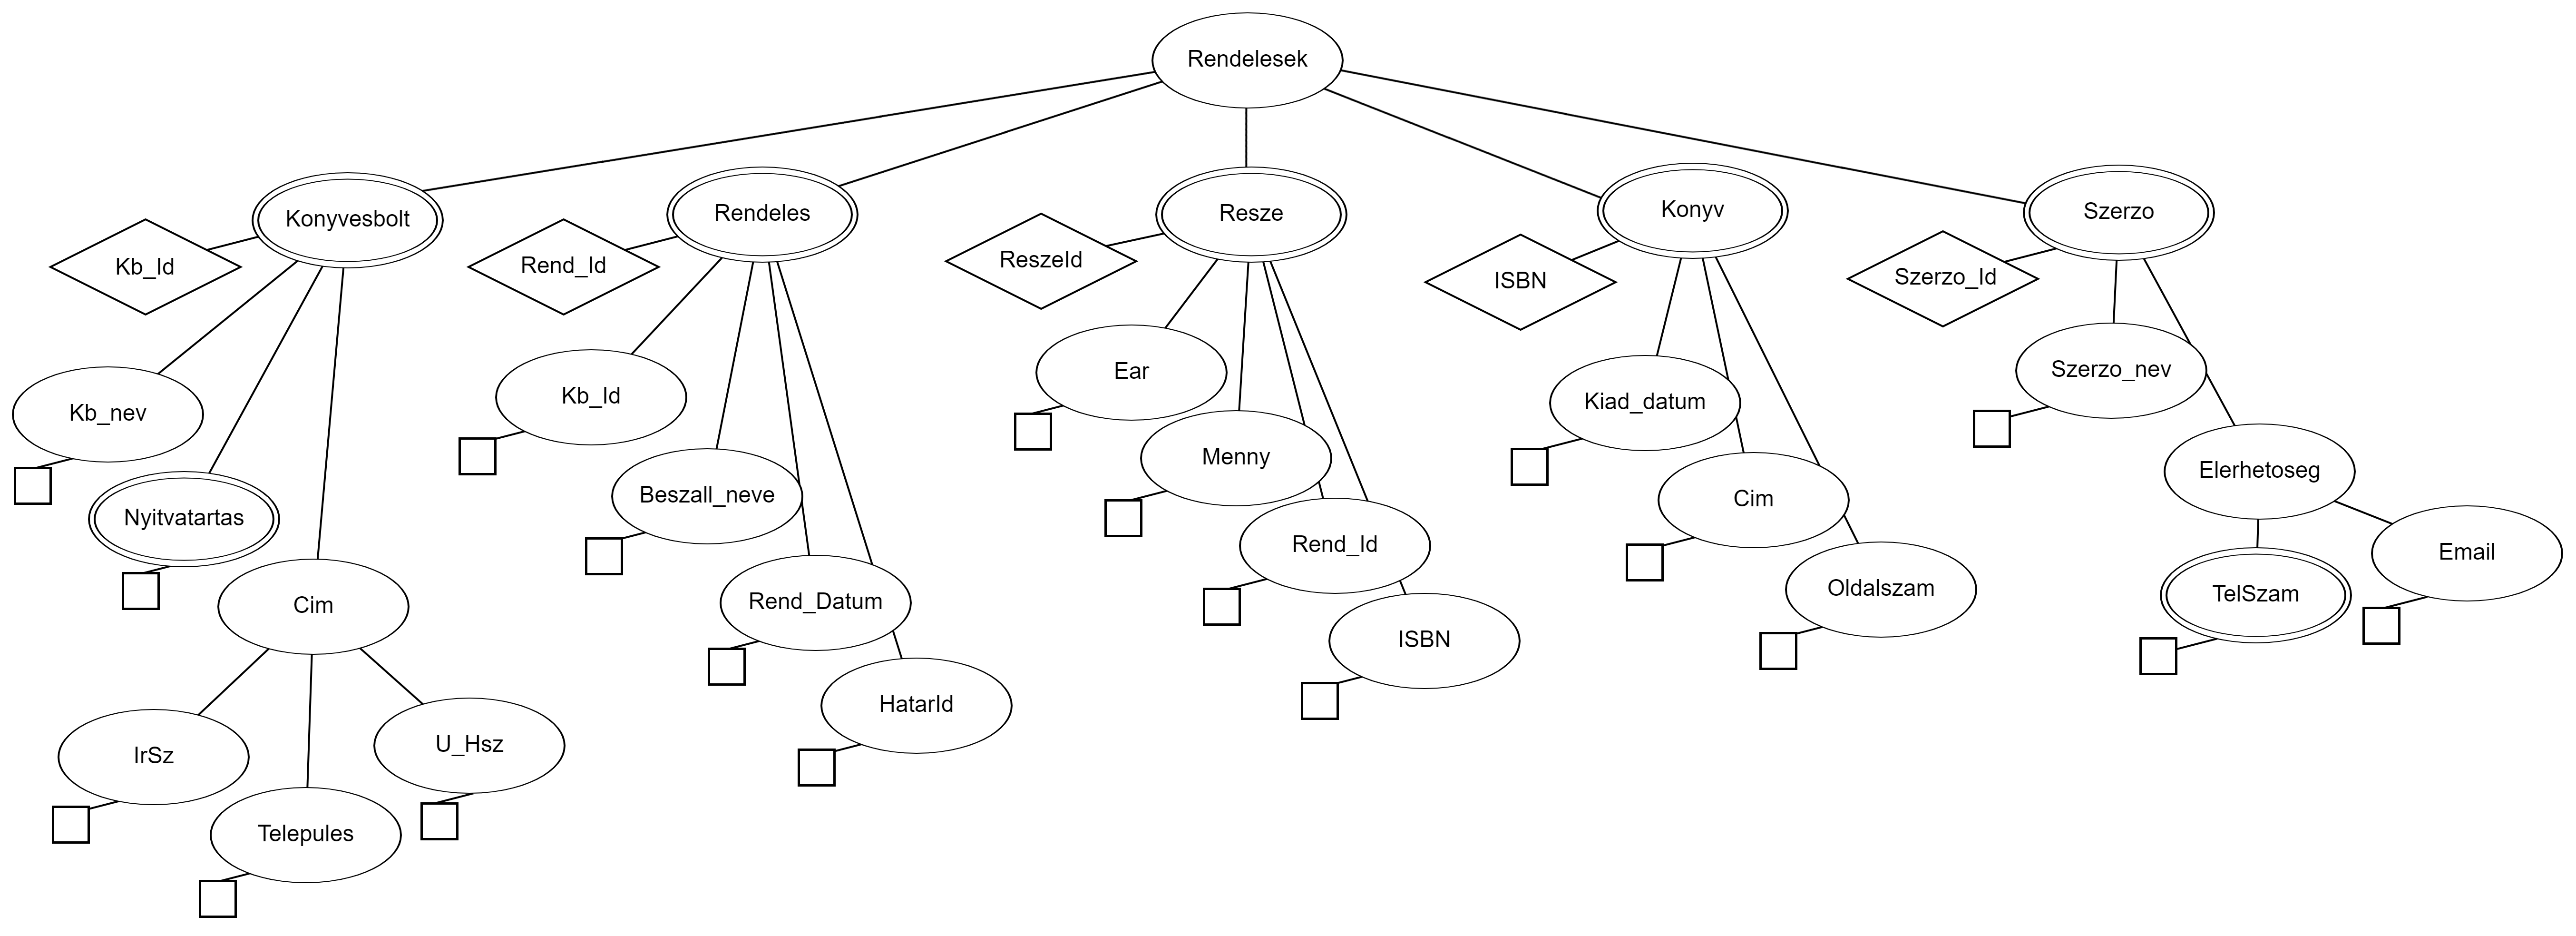 Rendelesek
Konyvesbolt
Rendeles
Resze
Konyv
Szerzo
Kb_Id
Rend_Id
ReszeId
ISBN
Szerzo_Id
Kb_nev
Nyitvatartas
Cim
IrSz
Telepules
U_Hsz
Kb_Id
Beszall_neve
Rend_Datum
HatarId
Ear
Menny
Rend_Id
ISBN
Kiad_datum
Cim
Oldalszam
Szerzo_nev
Elerhetoseg
TelSzam
Email